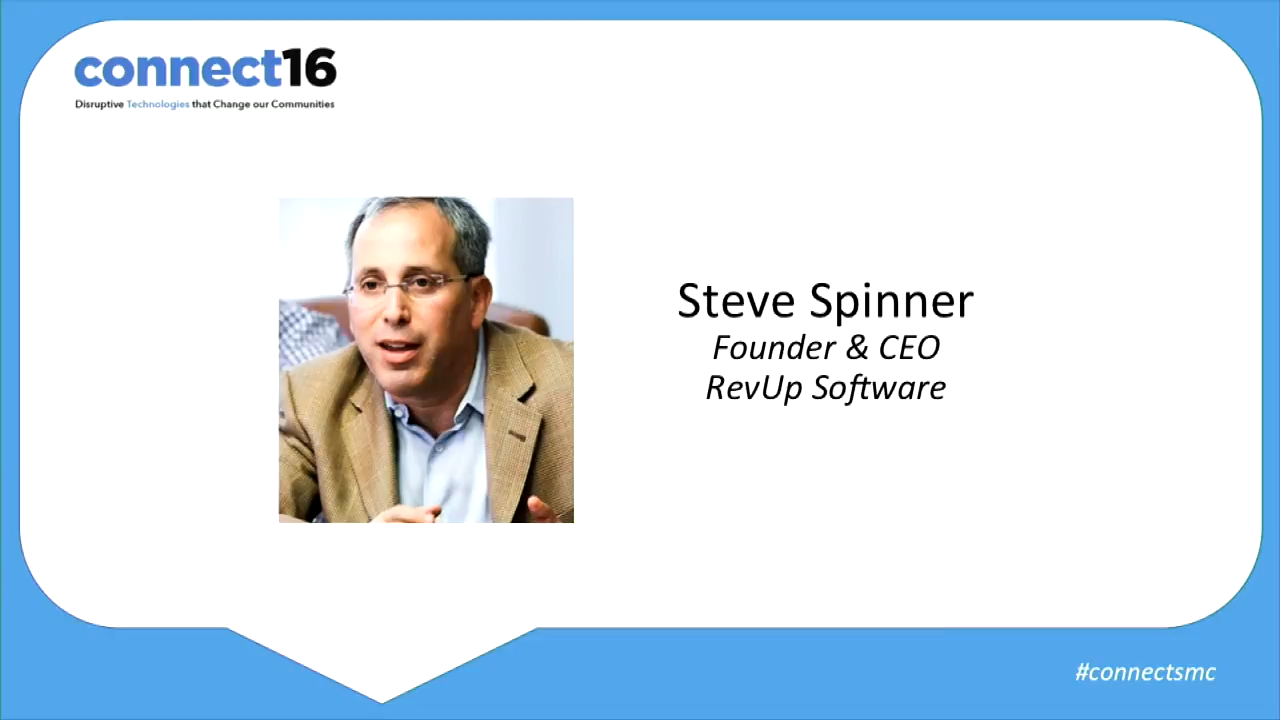 connect16
Disruptive Technologies that Change our Communities
Steve Spinner
Founder & CEO
RevUp Software
#connectsmc